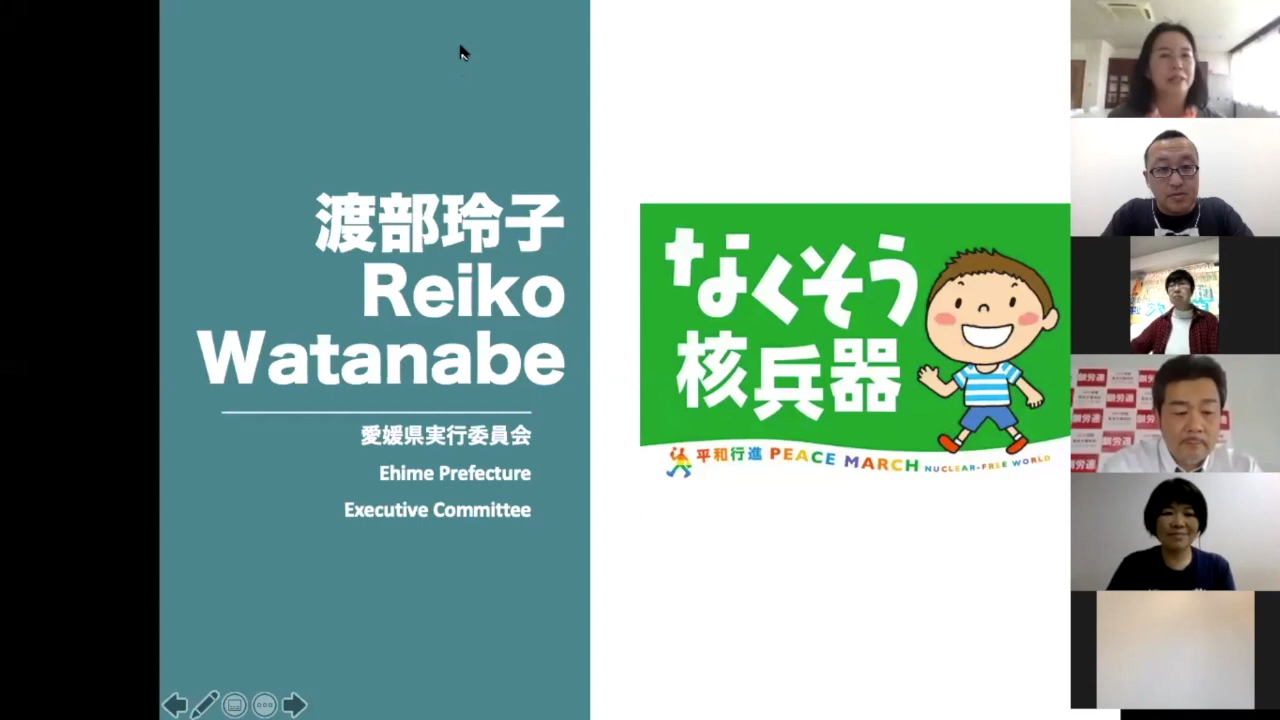 渡部玲子
Reiko
Watanabe
愛媛県実行委員会
Ehime Prefecture
Executive Committee
なくそう
核兵器
平和行進 PEACE MARCH NUCLEAR-FREE WORLD